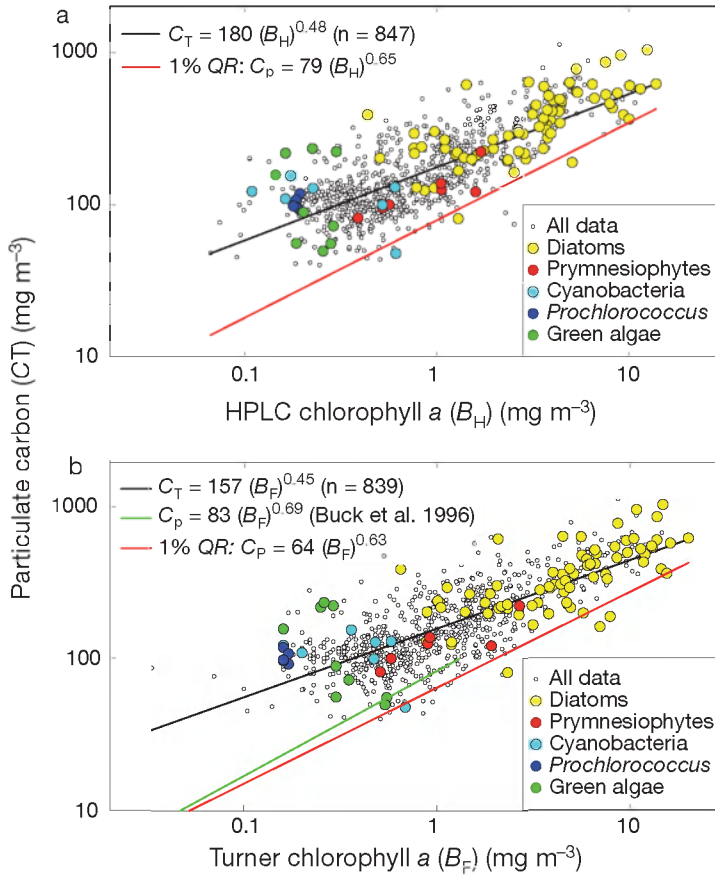 a
C_T = 180 (B_H)^0.48 (n = 847)
1% QR: C_p = 79 (B_H)^0.65
1000
100
10
All data
Diatoms
Prymnesiophytes
Cyanobacteria
Prochlorococcus
Green algae
0.1
1
10
HPLC chlorophyll a (B_H) (mg m^–3)
Particulate carbon (CT) (mg m^–3)
b
C_T = 157 (B_F)^0.45 (n = 839)
C_p = 83 (B_F)^0.69 (Buck et al. 1996)
1% QR: C_P = 64 (B_F)^0.63
1000
100
10
All data
Diatoms
Prymnesiophytes
Cyanobacteria
Prochlorococcus
Green algae
0.1
1
10
Turner chlorophyll a (B_F) (mg m^–3)